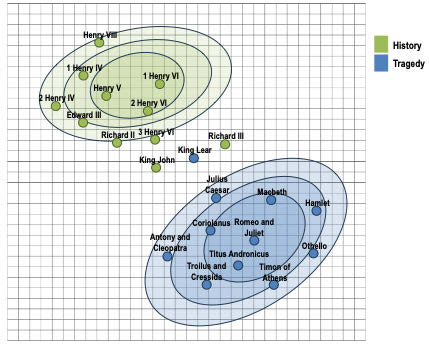 Henry VIII
History
Tragedy
1 Henry IV
1 Henry VI
Henry V
2 Henry IV
2 Henry VI
Edward III
Richard II
3 Henry VI
Richard III
King Lear
King John
Julius
Caesar
Macbeth
Hamlet
Coriolanus
Romeo and
Juliet
Antony and
Cleopatra
Othello
Titus Andronicus
Troilus and
Cressida
Timon of
Athens